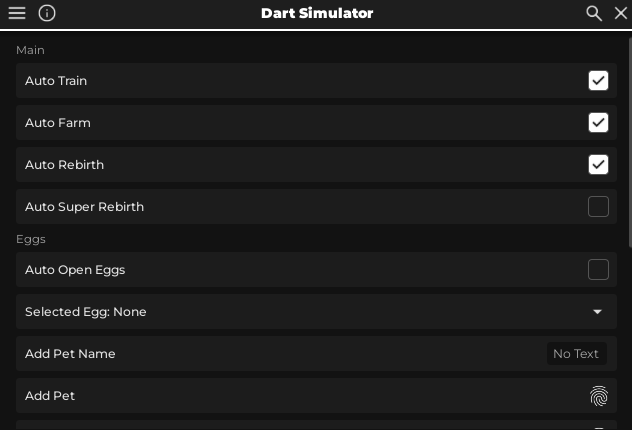 Dart Simulator
Main
Auto Train
Auto Farm
Auto Rebirth
Auto Super Rebirth
Eggs
Auto Open Eggs
Selected Egg: None
Add Pet Name
No Text
Add Pet